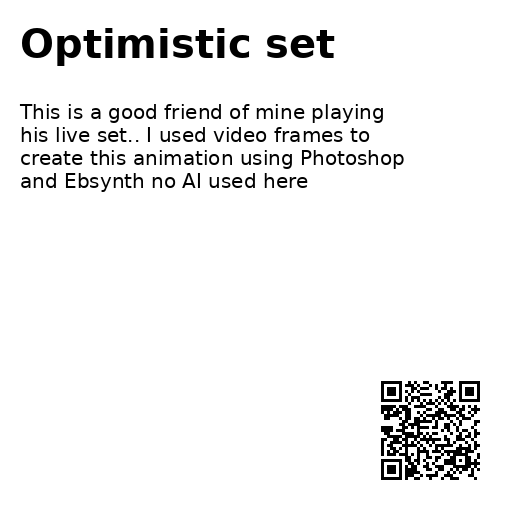 Optimistic set
This is a good friend of mine playing
his live set.. I used video frames to
create this animation using Photoshop
and Ebsynth no AI used here